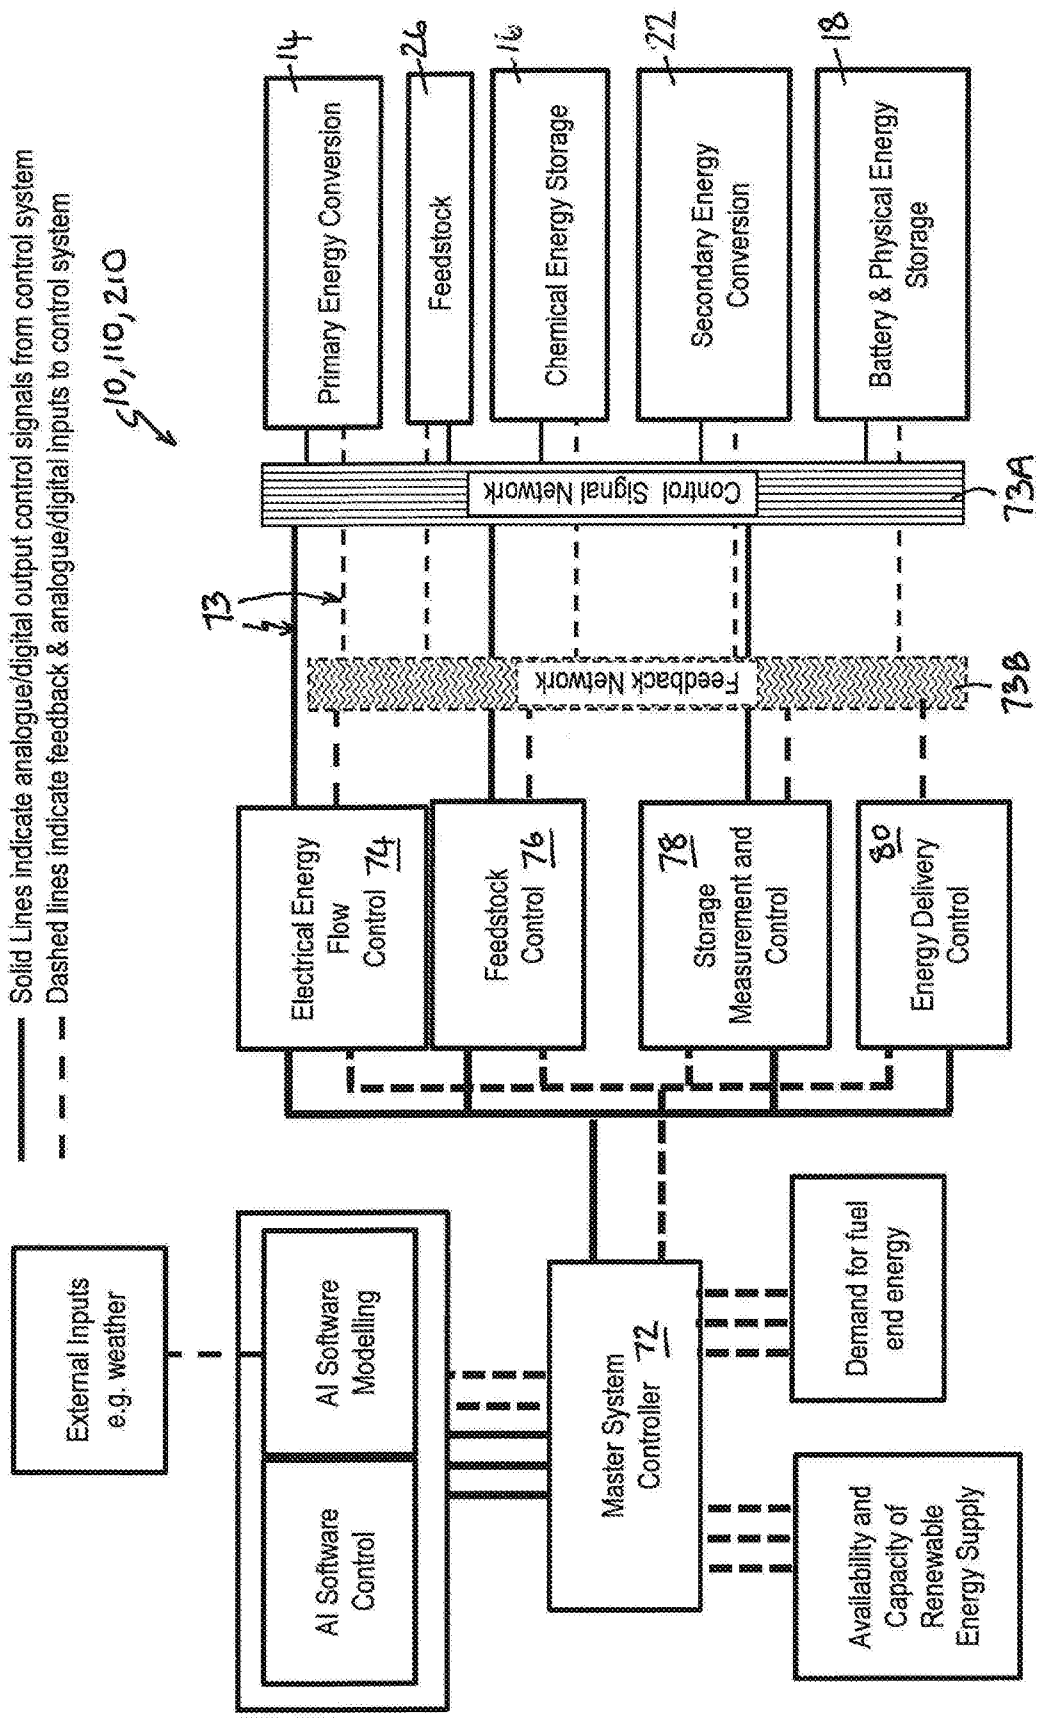 Solid Lines indicate analogue/digital output control signals from control system
Dashed lines indicate feedback & analogue/digital inputs to control system
10, 110, 210
External Inputs
e.g. weather
AI Software
Control
AI Software
Modelling
Master System
Controller 72
Availability and
Capacity of
Renewable
Energy Supply
Demand for fuel
end energy
Electrical Energy
Flow
Control 74
Feedstock
Control 76
78
Storage
Measurement and
Control
80
Energy Delivery
Control
73
Feedback Network
73B
Control Signal Network
73A
Primary Energy Conversion
14
Feedstock
26
Chemical Energy Storage
16
Secondary Energy
Conversion
22
Battery & Physical Energy
Storage
18